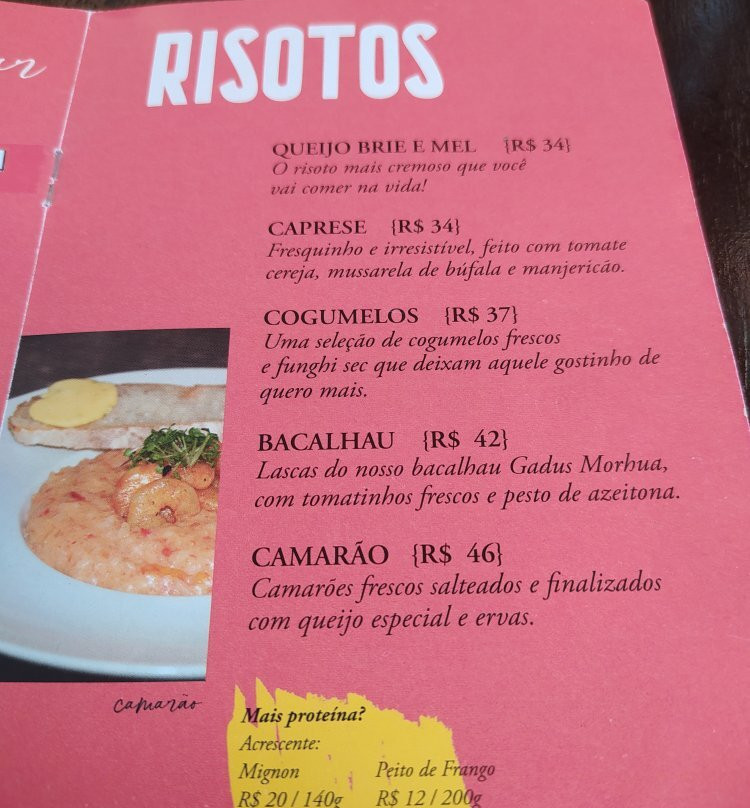 RISOTOS
QUEIJO BRIE E MEL {R$ 34}
O risoto mais cremoso que você
vai comer na vida!
CAPRESE {R$ 34}
Fresquinho e irresistível, feito com tomate
cereja, mussarela de búfala e manjericão.
COGUMELOS {R$ 37}
Uma seleção de cogumelos frescos
e funghi sec que deixam aquele gostinho de
quero mais.
BACALHAU {R$ 42}
Lascas do nosso bacalhau Gadus Morhua,
com tomatinhos frescos e pesto de azeitona.
CAMARÃO {R$ 46}
Camarões frescos salteados e finalizados
com queijo especial e ervas.
camarão
Mais proteína?
Acrescente:
Mignon Peito de Frango
R$ 20 / 140g R$ 12 / 200g